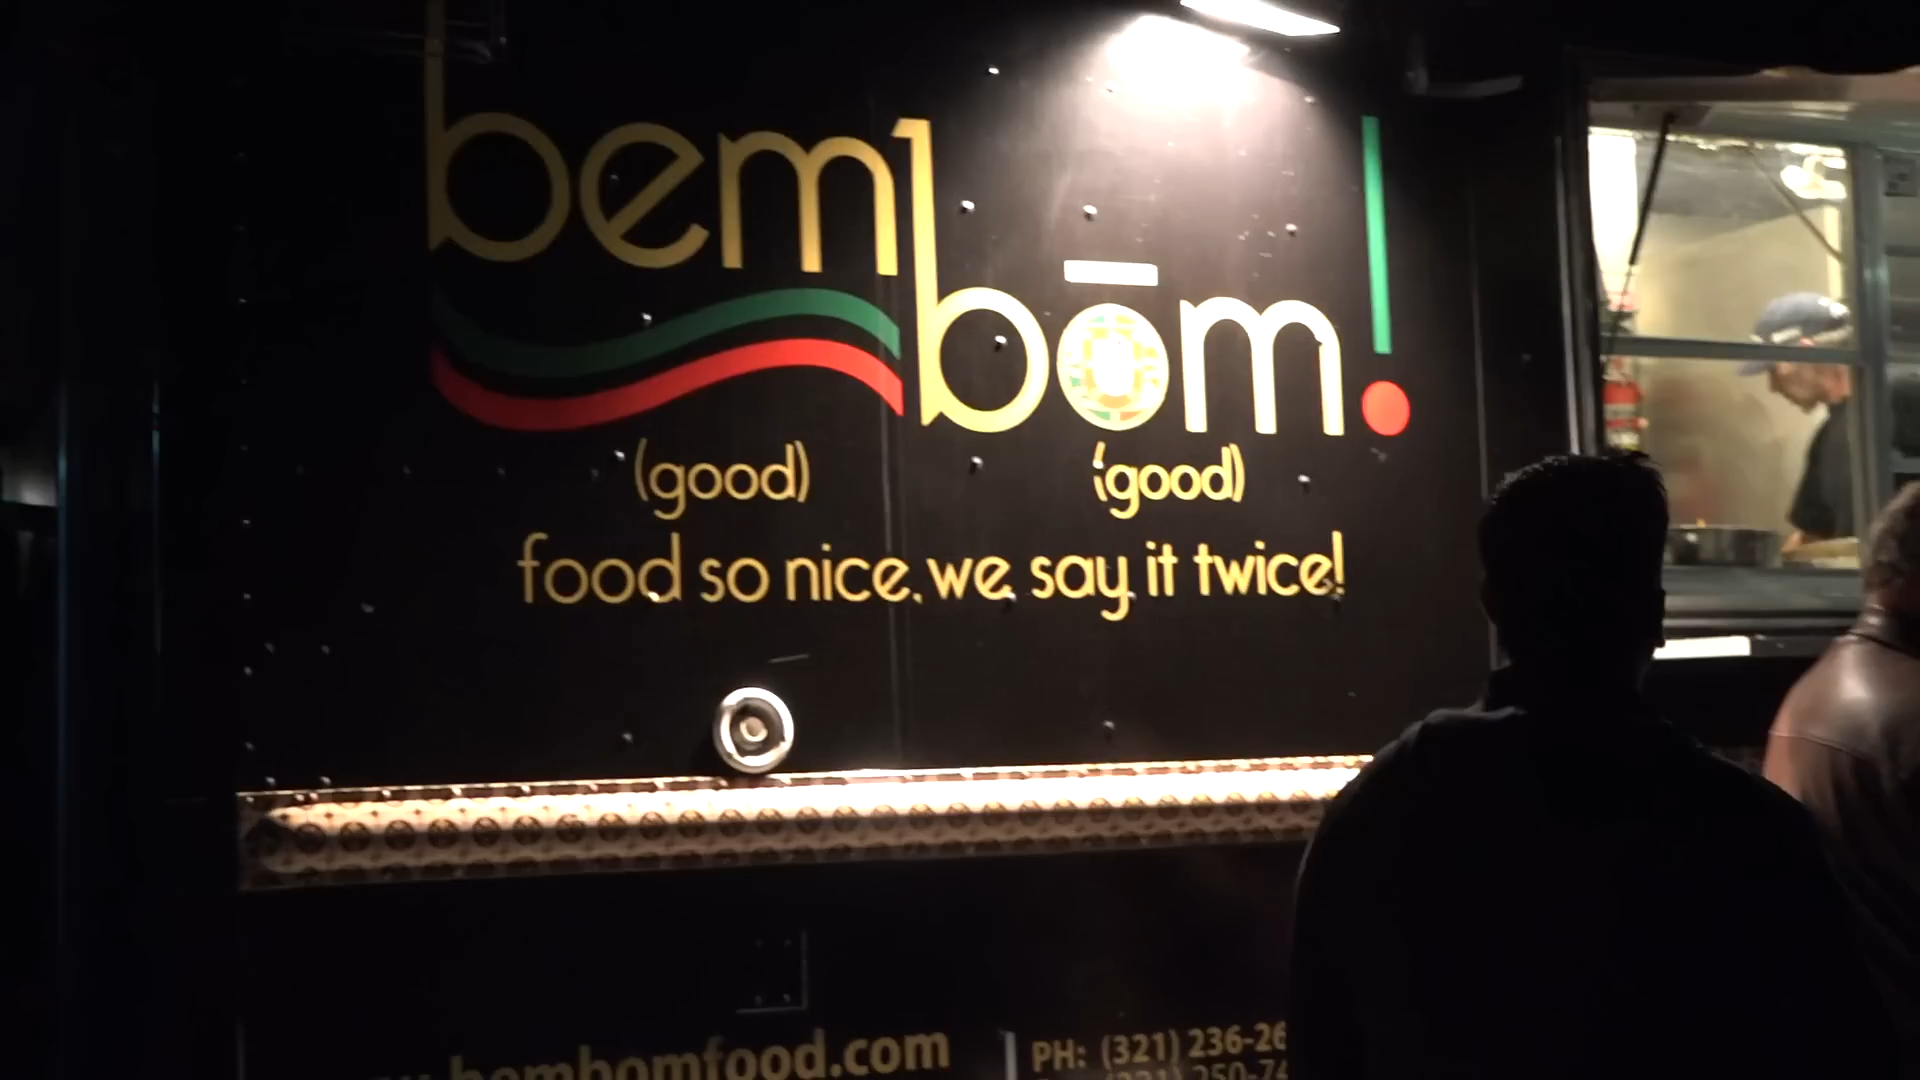 bem
bōm!
(good) (good)
food so nice, we say it twice!
bembomfood.com
PH: (321) 236-26